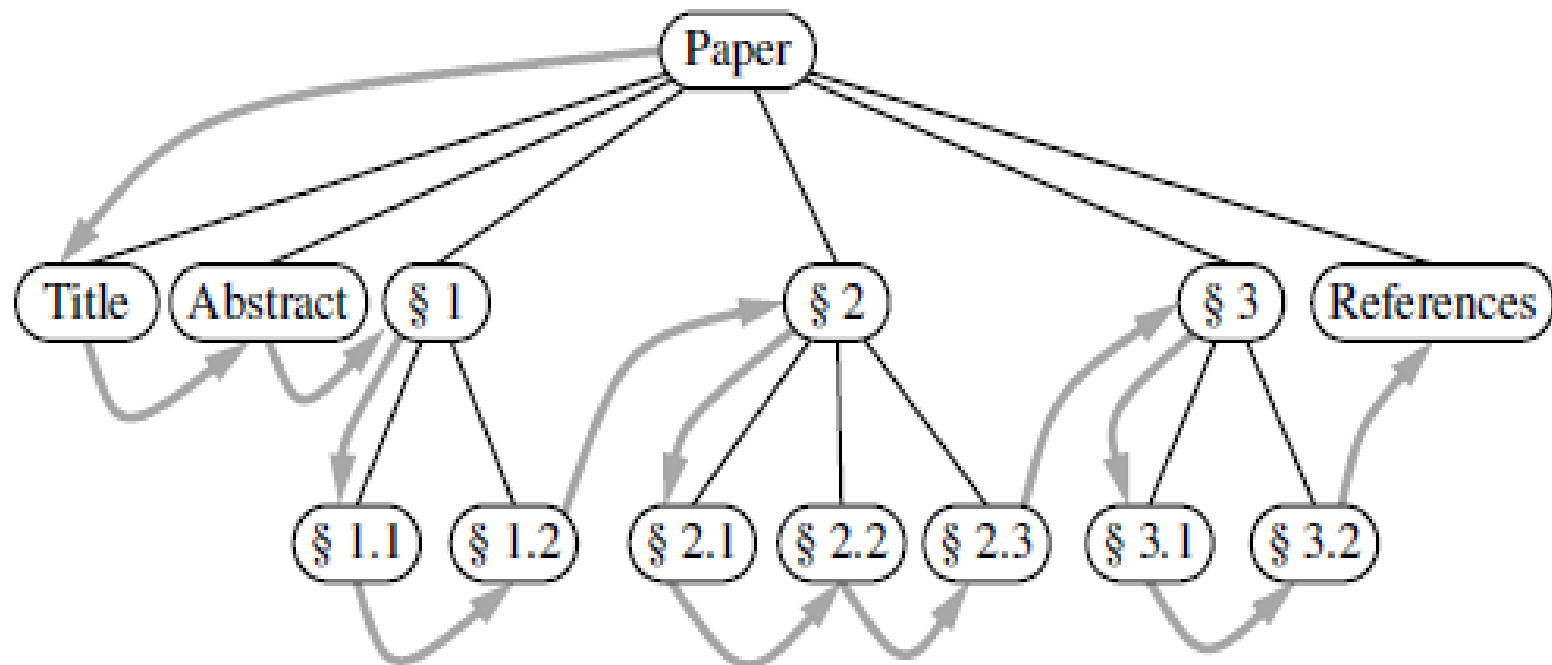 Paper
Title Abstract § 1 § 2 § 3 References
§ 1.1 § 1.2 § 2.1 § 2.2 § 2.3 § 3.1 § 3.2